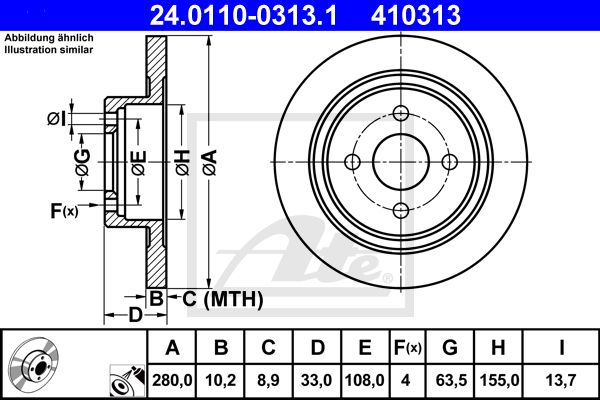 24.0110-0313.1 410313
Abbildung ähnlich
Illustration similar
ØI
ØG
ØE
ØH
ØA
F(x)
B
C (MTH)
D
Ate
®
A B C D E F(x) G H I
280,0 10,2 8,9 33,0 108,0 4 63,5 155,0 13,7